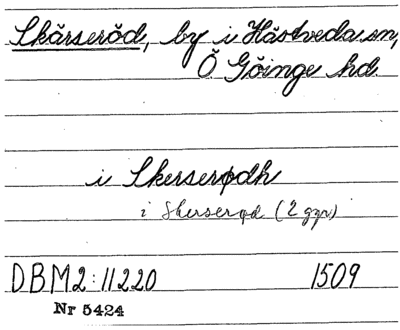 Skärseröd, by i Hästveda sn,
Ö Göinge hd.
i Skerserødh
i Skerserød (2 ggr)
DBM2:11220 1509
Nr 5424